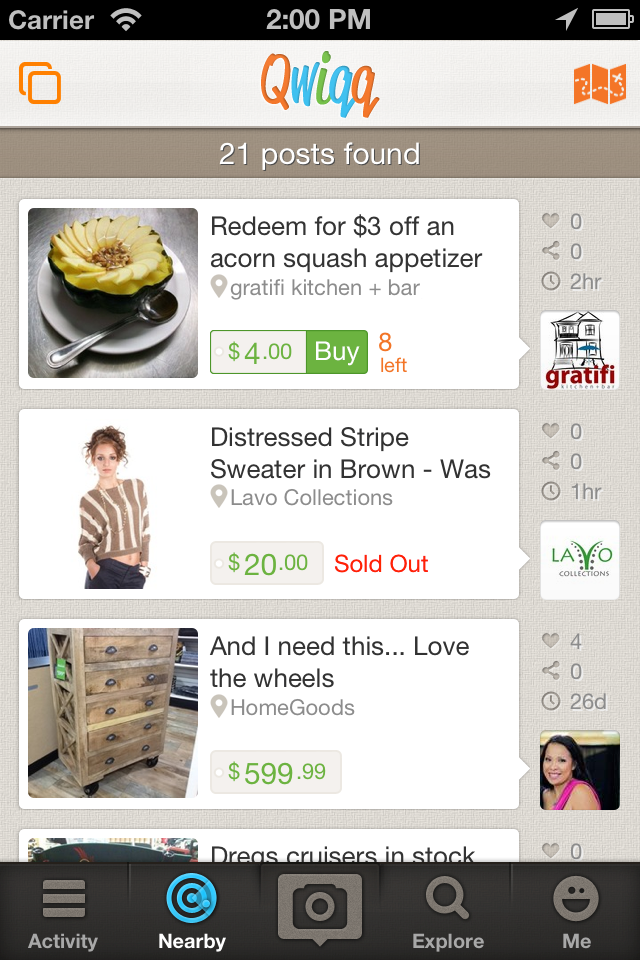 Carrier
2:00 PM
Qwiqq
21 posts found
Redeem for $3 off an
acorn squash appetizer
gratifi kitchen + bar
$4.00
Buy
8
left
0
0
2hr
gratifi
kitchen+bar
Distressed Stripe
Sweater in Brown - Was
Lavo Collections
$20.00
Sold Out
0
0
1hr
LAVO
COLLECTIONS
And I need this... Love
the wheels
HomeGoods
$599.99
4
0
26d
Dregs cruisers in stock
0
Activity
Nearby
Explore
Me